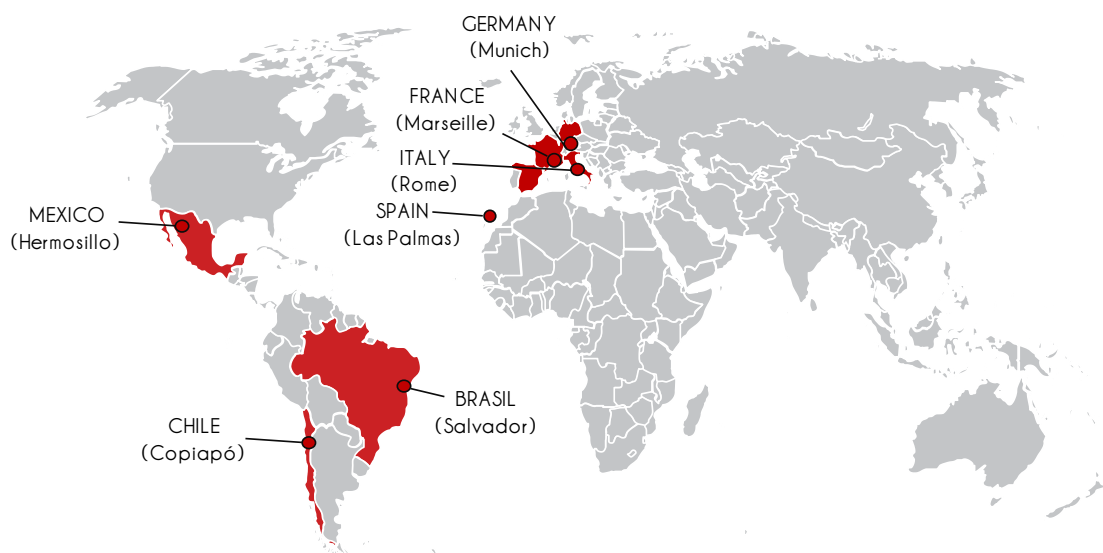 GERMANY
(Munich)
FRANCE
(Marseille)
ITALY
(Rome)
SPAIN
(Las Palmas)
MEXICO
(Hermosillo)
BRASIL
(Salvador)
CHILE
(Copiapó)